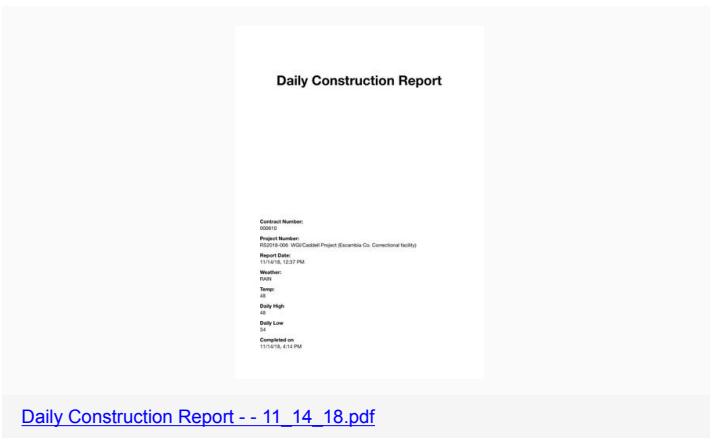 Daily Construction Report
Contract Number:
000610
Project Number:
RS2018-006: WGI/Caddell Project (Escambia Co. Correctional facility)
Report Date:
11/14/18, 12:37 PM
Weather:
RAIN
Temp:
48
Daily High
48
Daily Low
34
Completed on
11/14/18, 4:14 PM
Daily Construction Report - - 11_14_18.pdf